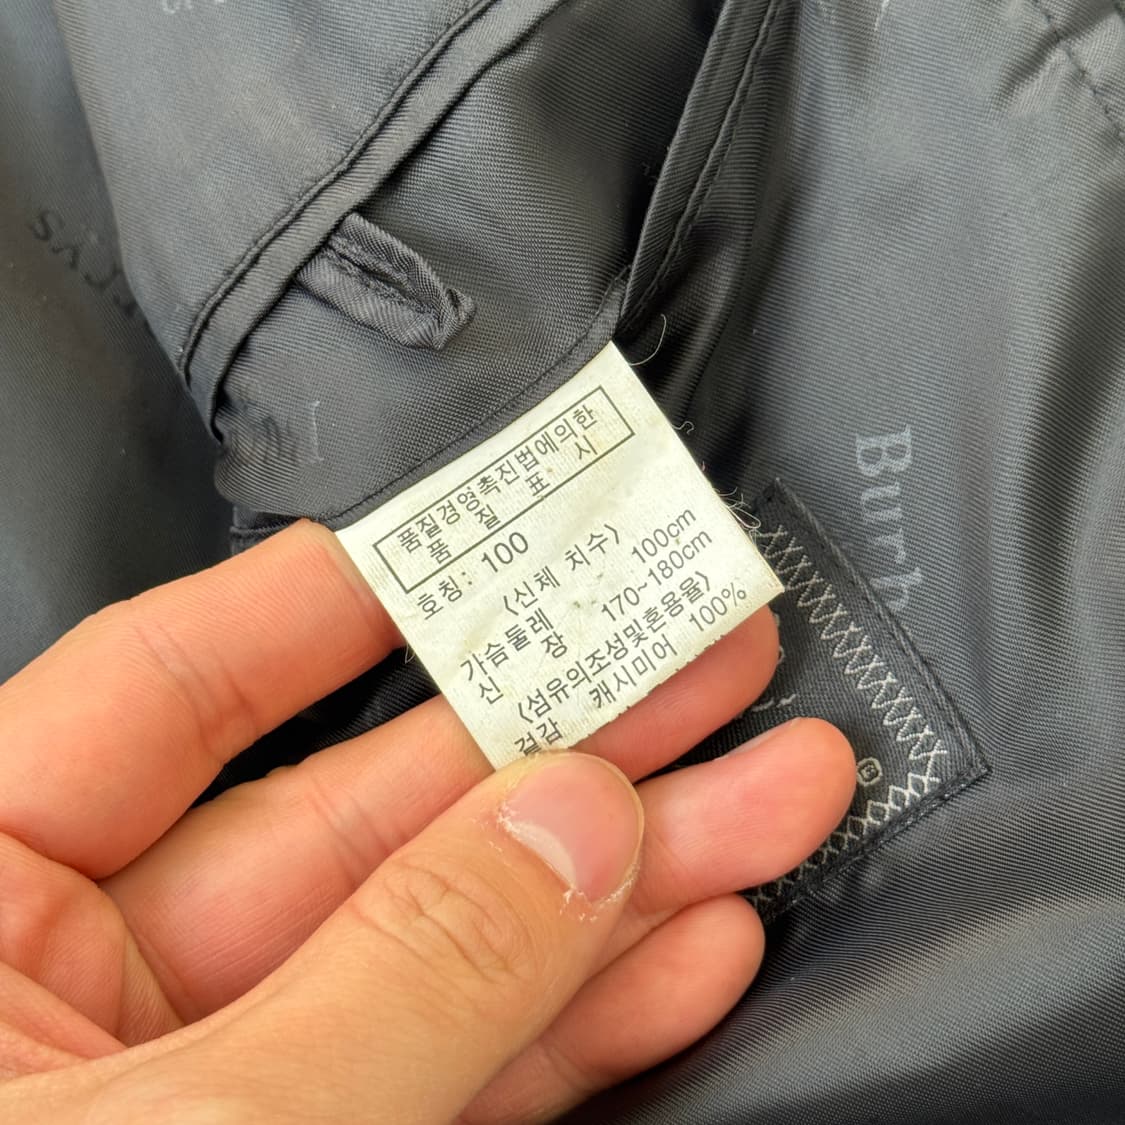 품질경영촉진법에의한
품 질 표 시
호칭: 100
〈신체 치수〉
가슴둘레 100cm
신 장 170~180cm
〈섬유의조성및혼용율〉
겉감 캐시미어 100%
Burb
rrys